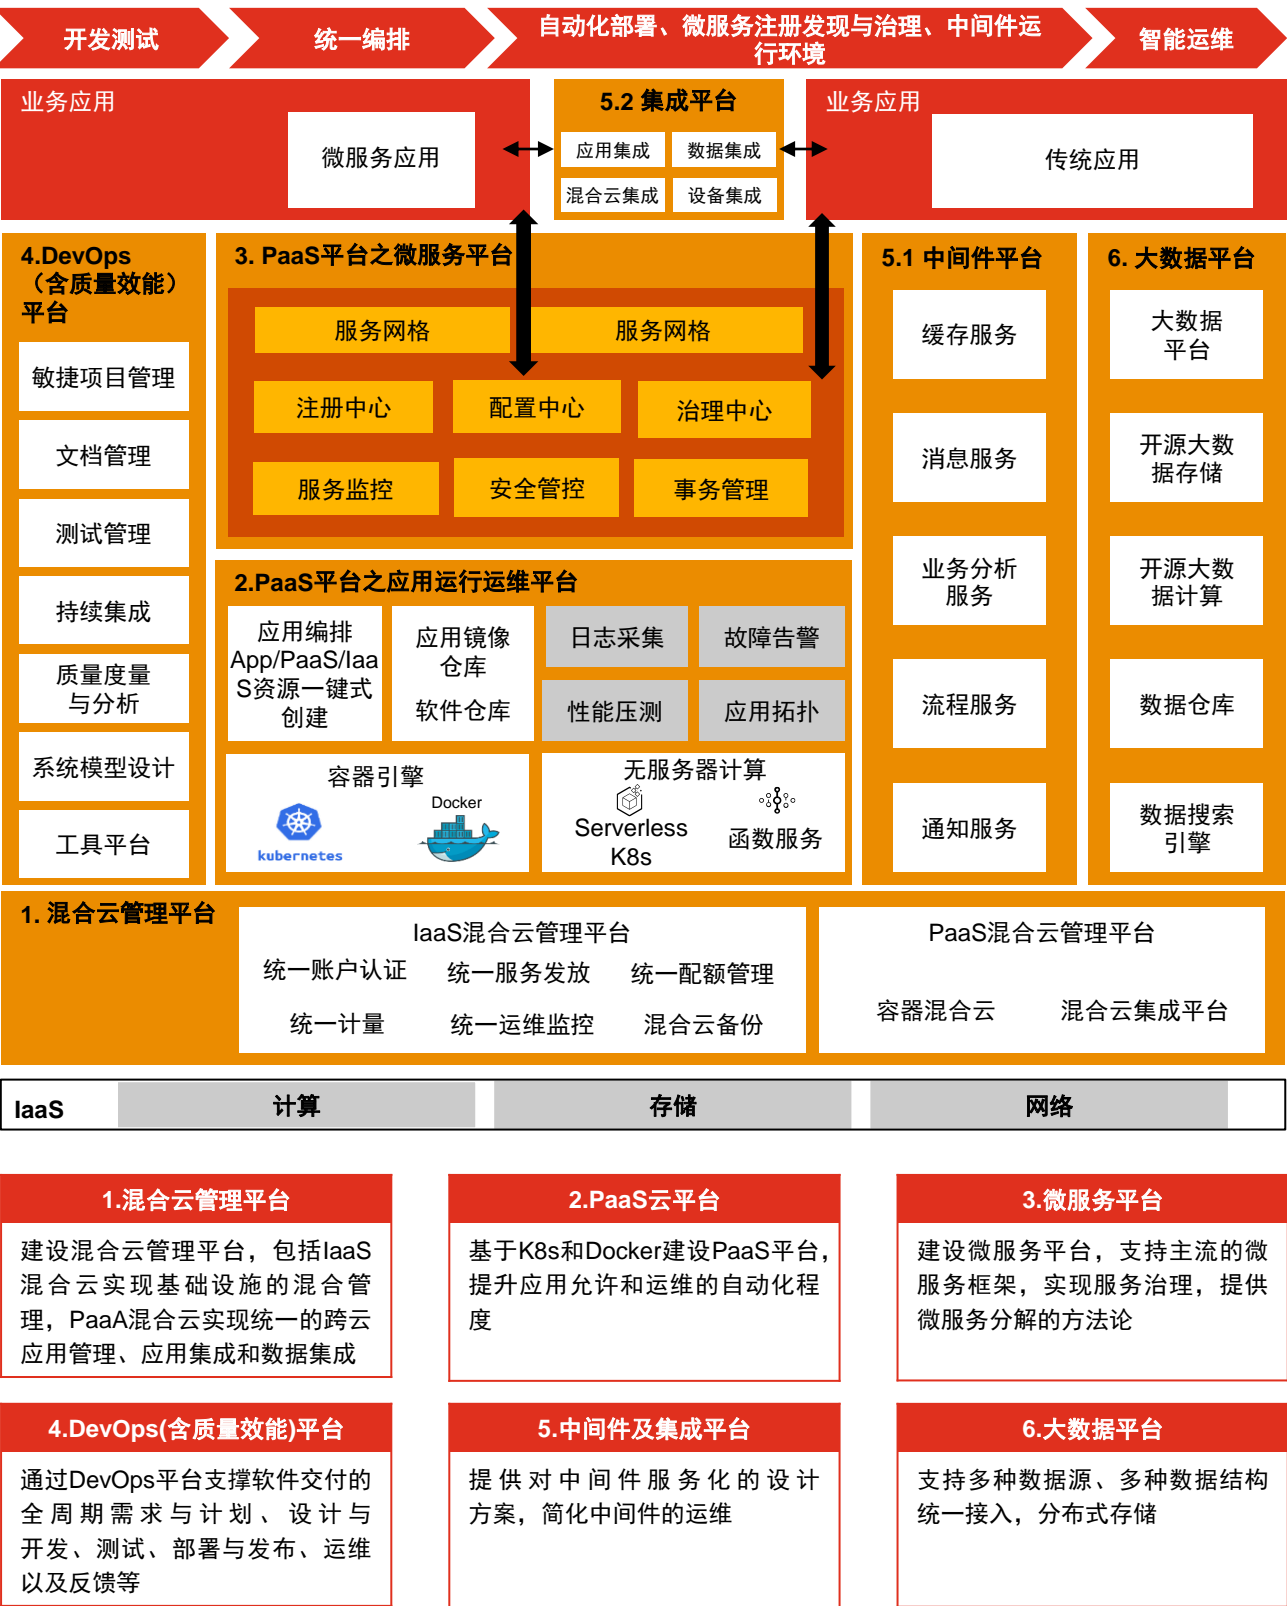 开发测试
统一编排
自动化部署、微服务注册发现与治理、中间件运
行环境
智能运维
业务应用
微服务应用
5.2 集成平台
应用集成
数据集成
混合云集成
设备集成
业务应用
传统应用
4.DevOps
（含质量效能）
平台
敏捷项目管理
文档管理
测试管理
持续集成
质量度量
与分析
系统模型设计
工具平台
3. PaaS平台之微服务平台
服务网格
服务网格
注册中心
配置中心
治理中心
服务监控
安全管控
事务管理
2.PaaS平台之应用运行运维平台
应用编排
App/PaaS/Iaa
S资源一键式
创建
应用镜像
仓库
软件仓库
日志采集
故障告警
性能压测
应用拓扑
容器引擎
kubernetes
Docker
无服务器计算
Serverless
K8s
函数服务
5.1 中间件平台
缓存服务
消息服务
业务分析
服务
流程服务
通知服务
6. 大数据平台
大数据
平台
开源大数
据存储
开源大数
据计算
数据仓库
数据搜索
引擎
1. 混合云管理平台
IaaS混合云管理平台
统一账户认证
统一服务发放
统一配额管理
统一计量
统一运维监控
混合云备份
PaaS混合云管理平台
容器混合云
混合云集成平台
IaaS
计算
存储
网络
1.混合云管理平台
建设混合云管理平台，包括IaaS
混合云实现基础设施的混合管
理，PaaA混合云实现统一的跨云
应用管理、应用集成和数据集成
2.PaaS云平台
基于K8s和Docker建设PaaS平台，
提升应用允许和运维的自动化程
度
3.微服务平台
建设微服务平台，支持主流的微
服务框架，实现服务治理，提供
微服务分解的方法论
4.DevOps(含质量效能)平台
通过DevOps平台支撑软件交付的
全周期需求与计划、设计与
开发、测试、部署与发布、运维
以及反馈等
5.中间件及集成平台
提供对中间件服务化的设计
方案，简化中间件的运维
6.大数据平台
支持多种数据源、多种数据结构
统一接入，分布式存储